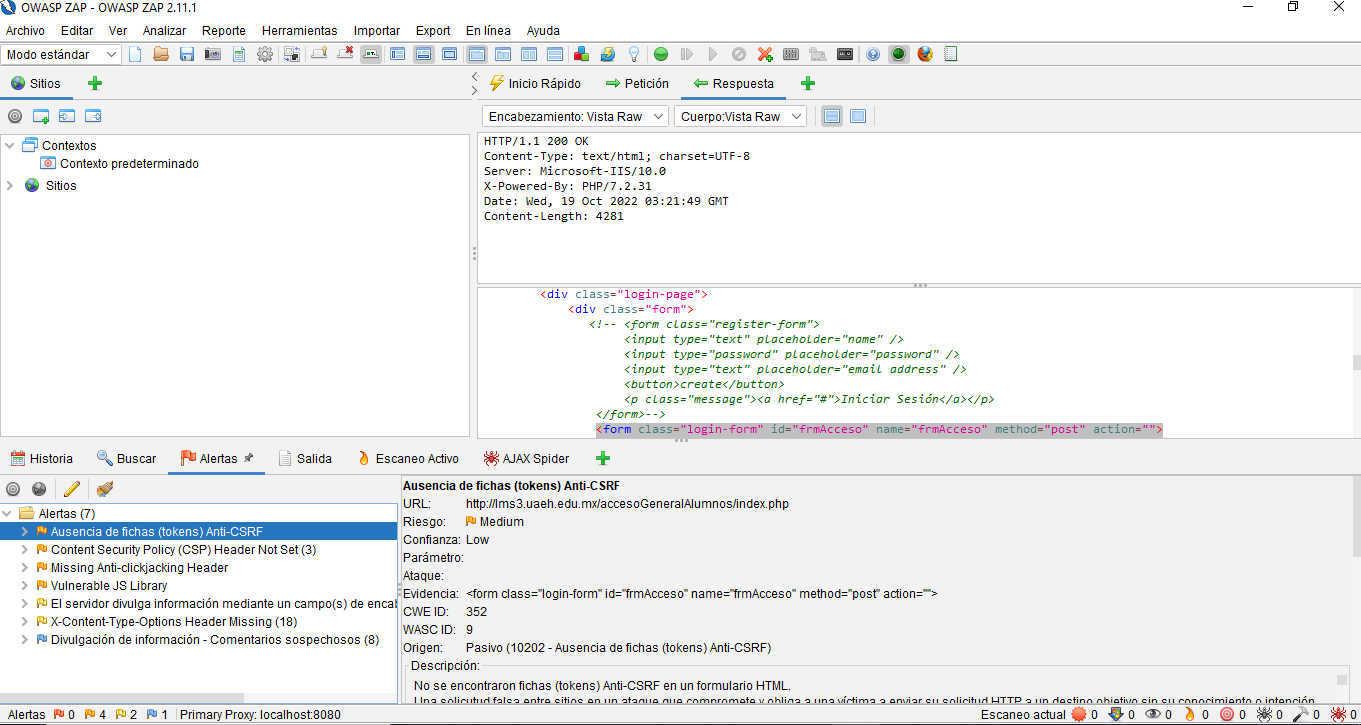 OWASP ZAP - OWASP ZAP 2.11.1
Archivo Editar Ver Analizar Reporte Herramientas Importar Export En línea Ayuda
Modo estándar
Sitios
Inicio Rápido Petición Respuesta
Encabezamiento: Vista Raw Cuerpo:Vista Raw
Contextos
Contexto predeterminado
Sitios
HTTP/1.1 200 OK
Content-Type: text/html; charset=UTF-8
Server: Microsoft-IIS/10.0
X-Powered-By: PHP/7.2.31
Date: Wed, 19 Oct 2022 03:21:49 GMT
Content-Length: 4281
<div class="login-page">
<div class="form">
<!-- <form class="register-form">
<input type="text" placeholder="name" />
<input type="password" placeholder="password" />
<input type="text" placeholder="email address" />
<button>create</button>
<p class="message"><a href="#">Iniciar Sesión</a></p>
</form>-->
<form class="login-form" id="frmAcceso" name="frmAcceso" method="post" action="">
Historia Buscar Alertas Salida Escaneo Activo AJAX Spider
Alertas (7)
Ausencia de fichas (tokens) Anti-CSRF
Content Security Policy (CSP) Header Not Set (3)
Missing Anti-clickjacking Header
Vulnerable JS Library
El servidor divulga información mediante un campo(s) de encab
X-Content-Type-Options Header Missing (18)
Divulgación de información - Comentarios sospechosos (8)
Ausencia de fichas (tokens) Anti-CSRF
URL: http://lms3.uaeh.edu.mx/accesoGeneralAlumnos/index.php
Riesgo: Medium
Confianza: Low
Parámetro:
Ataque:
Evidencia: <form class="login-form" id="frmAcceso" name="frmAcceso" method="post" action="">
CWE ID: 352
WASC ID: 9
Origen: Pasivo (10202 - Ausencia de fichas (tokens) Anti-CSRF)
Descripción:
No se encontraron fichas (tokens) Anti-CSRF en un formulario HTML.
Una solicutud falsa entre sitios en un ataque que compromete y obliga a una víctima a enviar su solicitud HTTP a un destino objetivo sin su conocimiento o intención
Alertas 0 4 2 1 Primary Proxy: localhost:8080 Escaneo actual 0 0 0 0 0 0 0 0